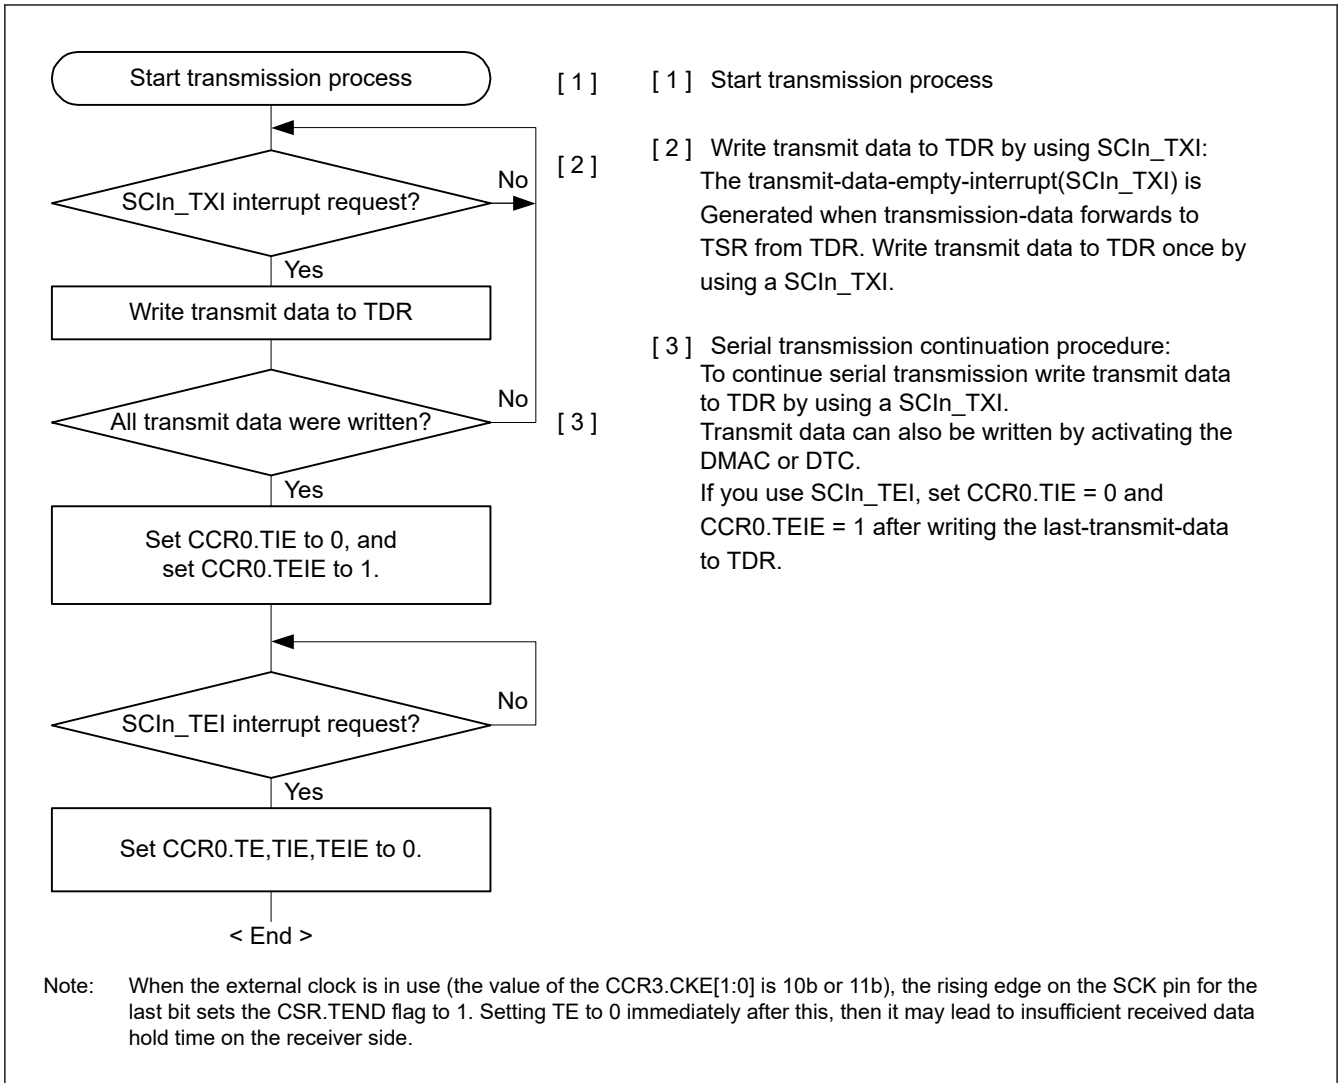 Start transmission process
[ 1 ]
SCIn_TXI interrupt request?
[ 2 ]
No
Yes
Write transmit data to TDR
All transmit data were written?
No
[ 3 ]
Yes
Set CCR0.TIE to 0, and
set CCR0.TEIE to 1.
SCIn_TEI interrupt request?
No
Yes
Set CCR0.TE,TIE,TEIE to 0.
< End >
[ 1 ] Start transmission process
[ 2 ] Write transmit data to TDR by using SCIn_TXI:
The transmit-data-empty-interrupt(SCIn_TXI) is
Generated when transmission-data forwards to
TSR from TDR. Write transmit data to TDR once by
using a SCIn_TXI.
[ 3 ] Serial transmission continuation procedure:
To continue serial transmission write transmit data
to TDR by using a SCIn_TXI.
Transmit data can also be written by activating the
DMAC or DTC.
If you use SCIn_TEI, set CCR0.TIE = 0 and
CCR0.TEIE = 1 after writing the last-transmit-data
to TDR.
Note: When the external clock is in use (the value of the CCR3.CKE[1:0] is 10b or 11b), the rising edge on the SCK pin for the
last bit sets the CSR.TEND flag to 1. Setting TE to 0 immediately after this, then it may lead to insufficient received data
hold time on the receiver side.